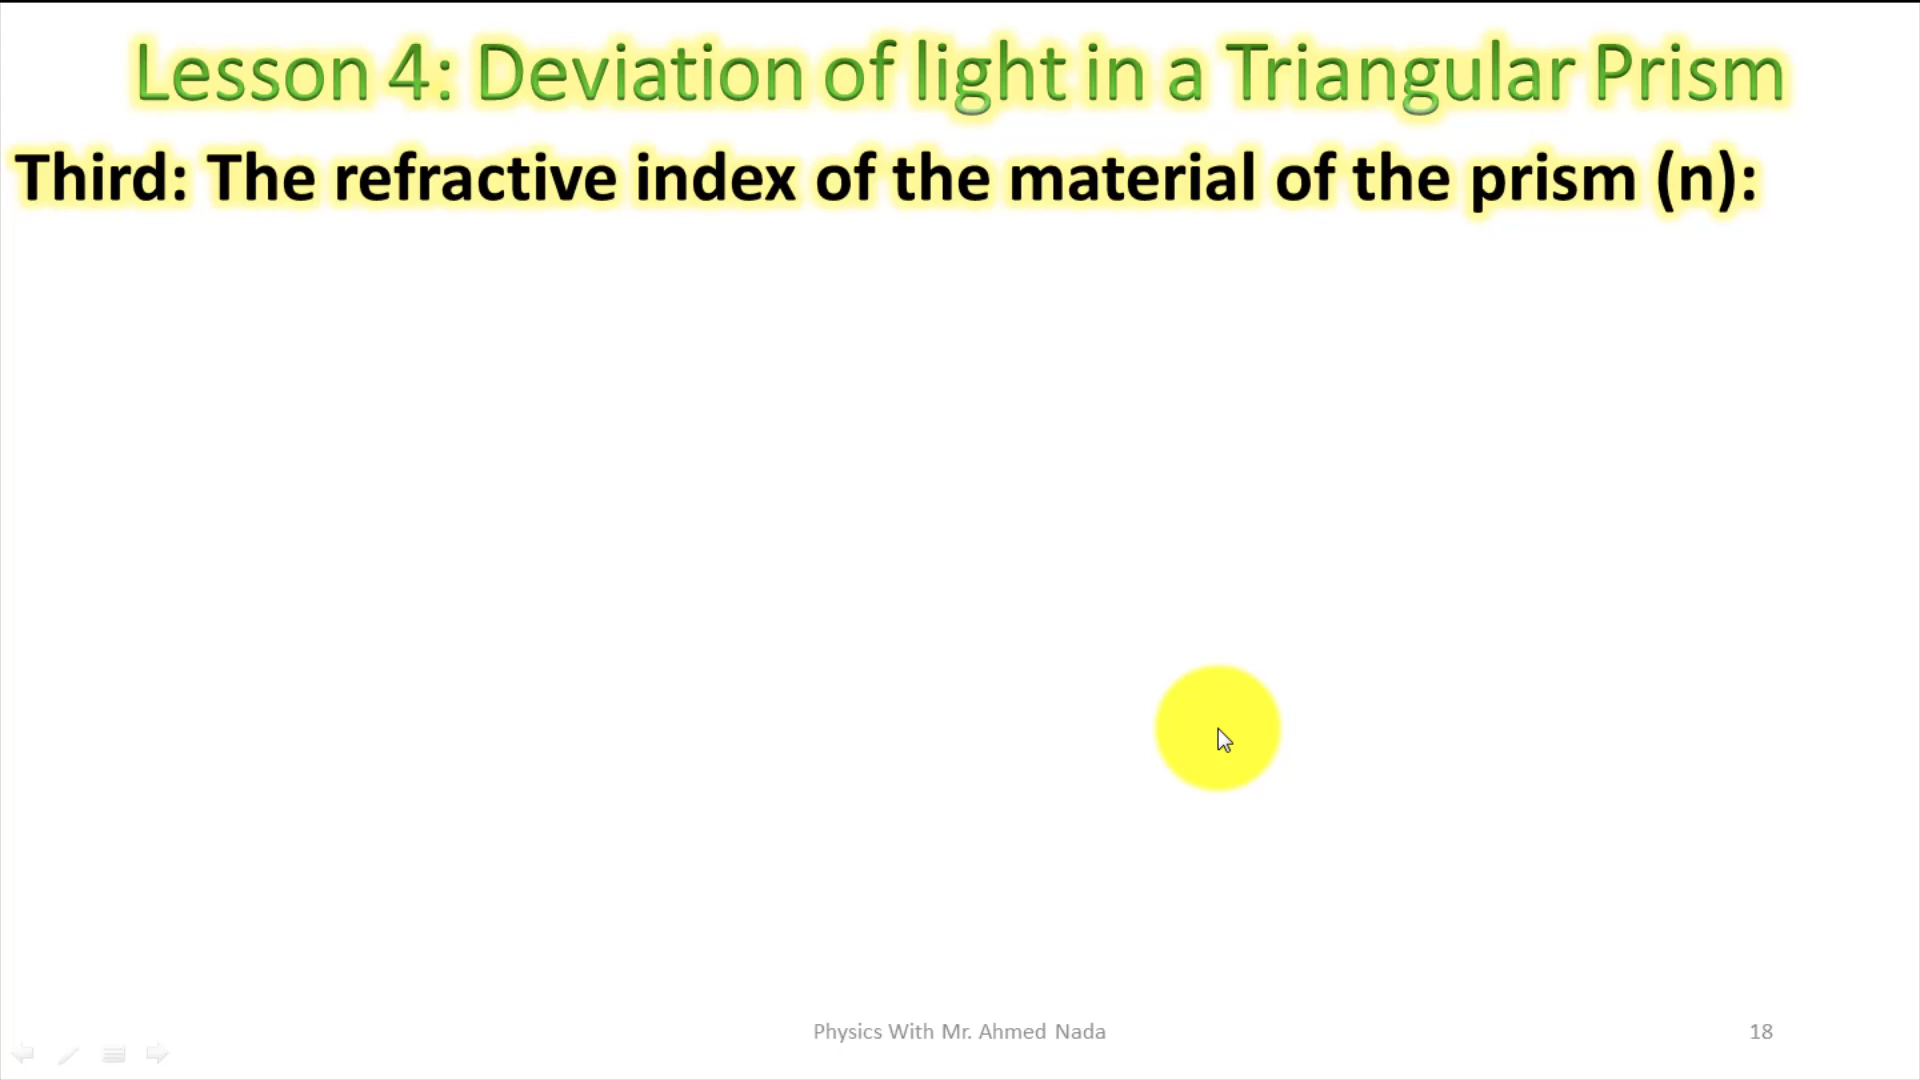 Lesson 4: Deviation of light in a Triangular Prism
Third: The refractive index of the material of the prism (n):
Physics With Mr. Ahmed Nada
18